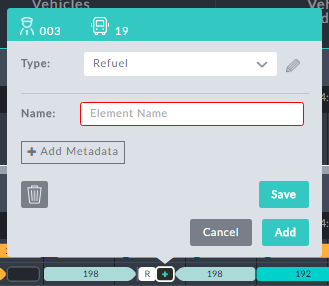 Vehicles
003 19
Type: Refuel
Name: Element Name
+ Add Metadata
Save
Cancel Add
198 R + 198 192